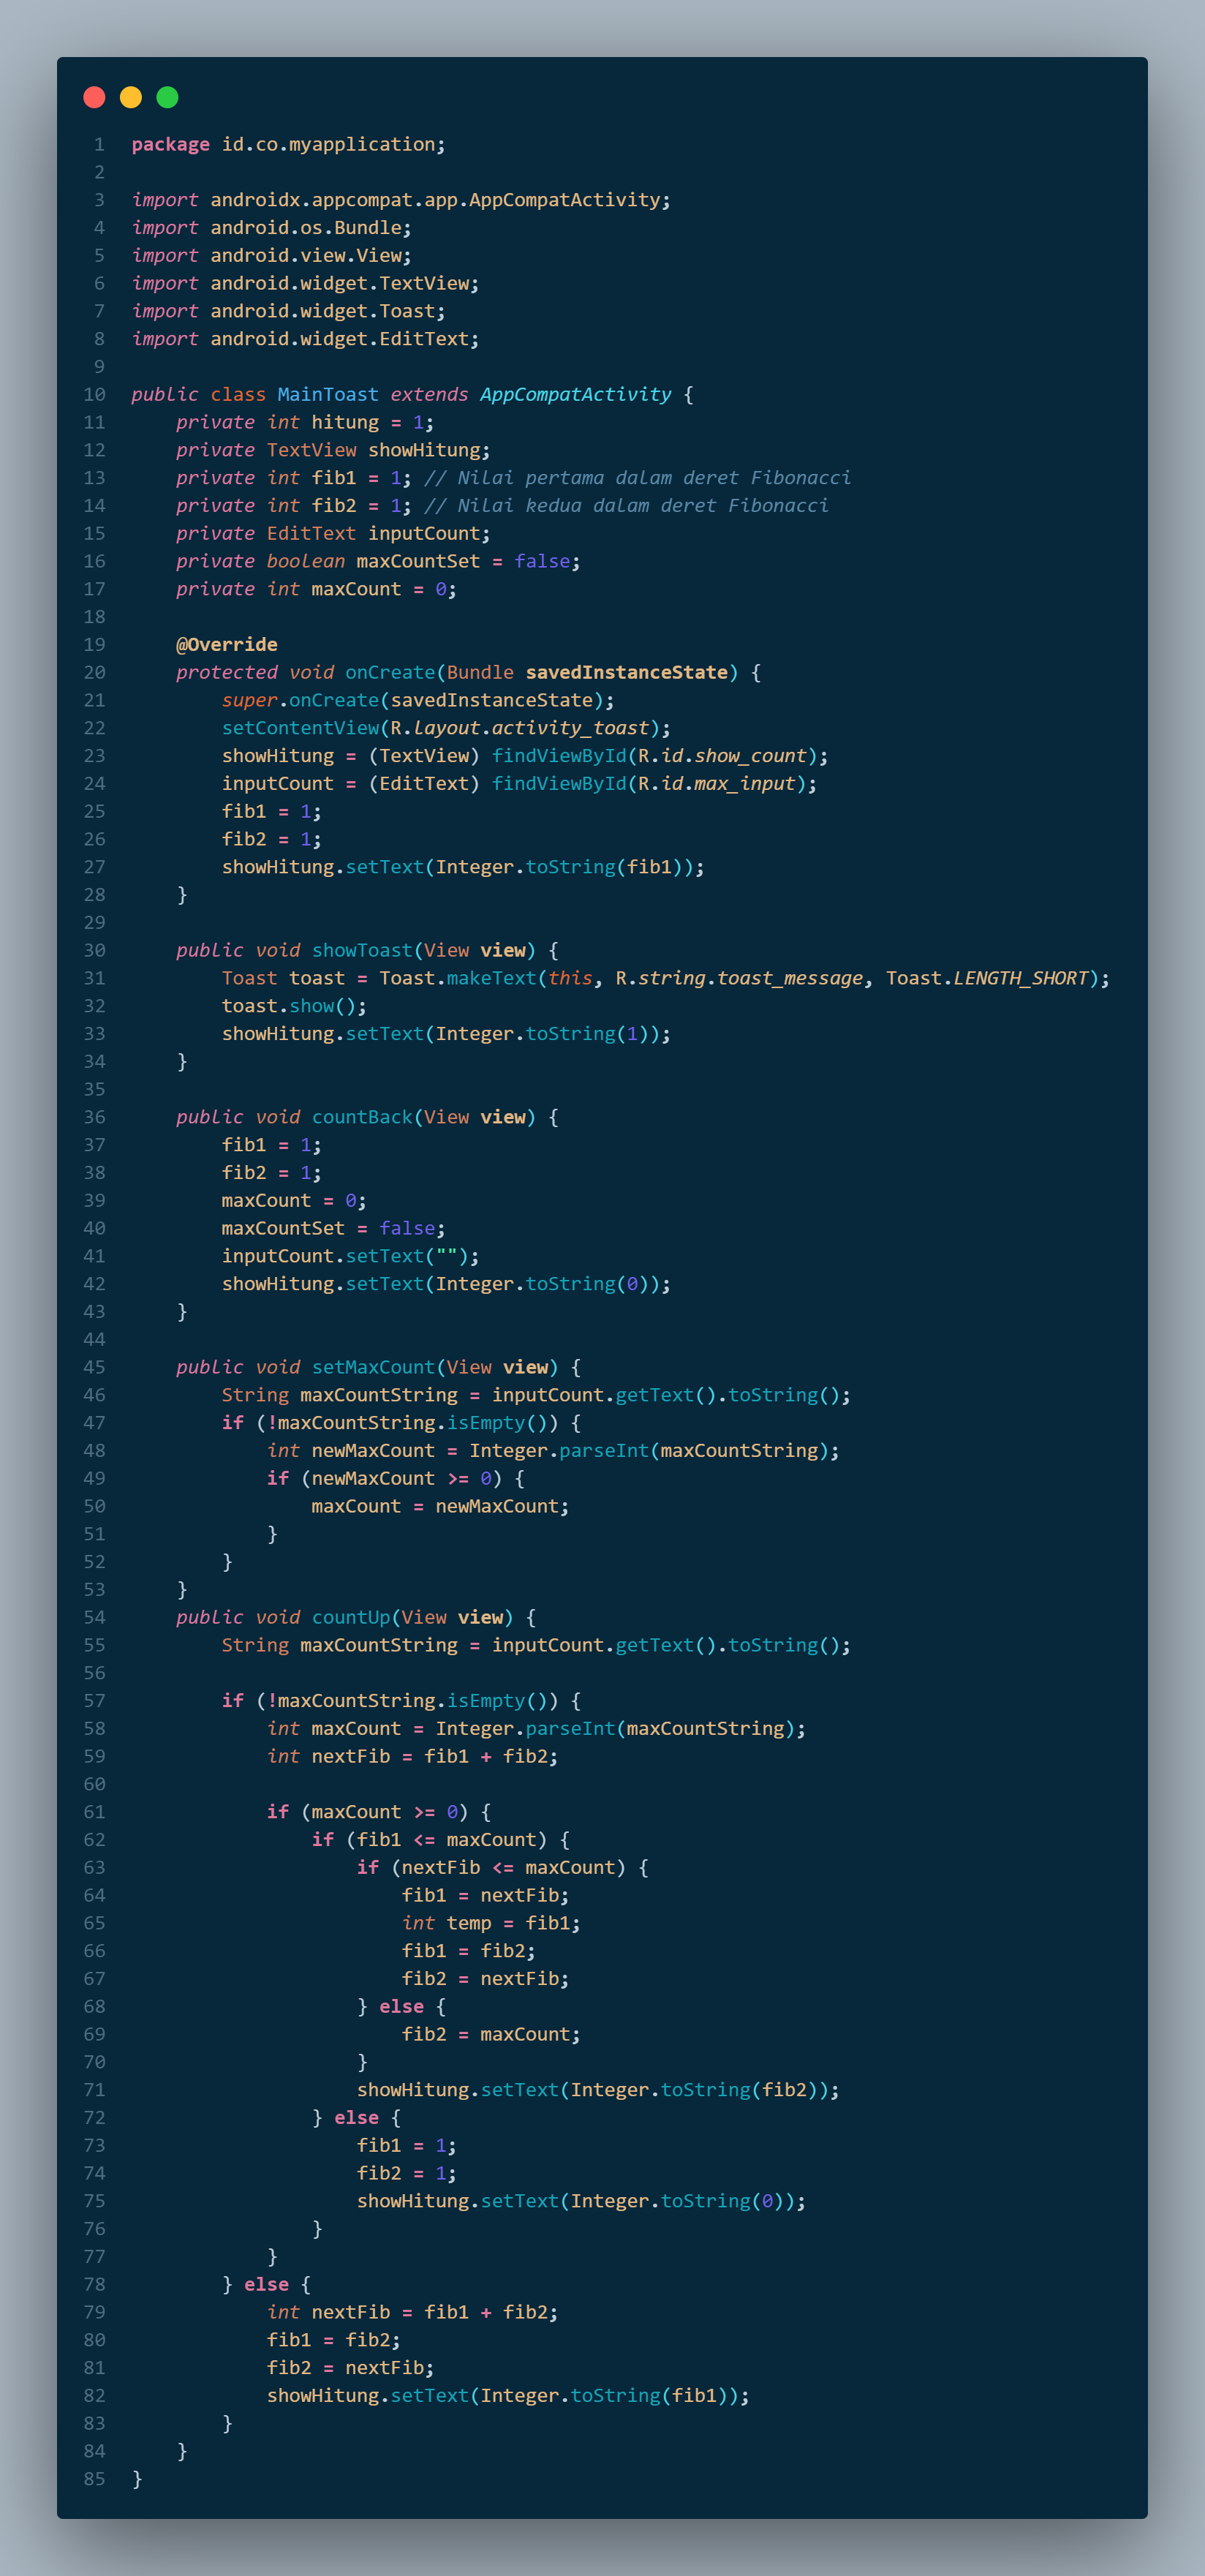 1 package id.co.myapplication;
2
3 import androidx.appcompat.app.AppCompatActivity;
4 import android.os.Bundle;
5 import android.view.View;
6 import android.widget.TextView;
7 import android.widget.Toast;
8 import android.widget.EditText;
9
10 public class MainToast extends AppCompatActivity {
11     private int hitung = 1;
12     private TextView showHitung;
13     private int fib1 = 1; // Nilai pertama dalam deret Fibonacci
14     private int fib2 = 1; // Nilai kedua dalam deret Fibonacci
15     private EditText inputCount;
16     private boolean maxCountSet = false;
17     private int maxCount = 0;
18
19     @Override
20     protected void onCreate(Bundle savedInstanceState) {
21         super.onCreate(savedInstanceState);
22         setContentView(R.layout.activity_toast);
23         showHitung = (TextView) findViewById(R.id.show_count);
24         inputCount = (EditText) findViewById(R.id.max_input);
25         fib1 = 1;
26         fib2 = 1;
27         showHitung.setText(Integer.toString(fib1));
28     }
29
30     public void showToast(View view) {
31         Toast toast = Toast.makeText(this, R.string.toast_message, Toast.LENGTH_SHORT);
32         toast.show();
33         showHitung.setText(Integer.toString(1));
34     }
35
36     public void countBack(View view) {
37         fib1 = 1;
38         fib2 = 1;
39         maxCount = 0;
40         maxCountSet = false;
41         inputCount.setText("");
42         showHitung.setText(Integer.toString(0));
43     }
44
45     public void setMaxCount(View view) {
46         String maxCountString = inputCount.getText().toString();
47         if (!maxCountString.isEmpty()) {
48             int newMaxCount = Integer.parseInt(maxCountString);
49             if (newMaxCount >= 0) {
50                 maxCount = newMaxCount;
51             }
52         }
53     }
54     public void countUp(View view) {
55         String maxCountString = inputCount.getText().toString();
56
57         if (!maxCountString.isEmpty()) {
58             int maxCount = Integer.parseInt(maxCountString);
59             int nextFib = fib1 + fib2;
60
61             if (maxCount >= 0) {
62                 if (fib1 <= maxCount) {
63                     if (nextFib <= maxCount) {
64                         fib1 = nextFib;
65                         int temp = fib1;
66                         fib1 = fib2;
67                         fib2 = nextFib;
68                     } else {
69                         fib2 = maxCount;
70                     }
71                     showHitung.setText(Integer.toString(fib2));
72                 } else {
73                     fib1 = 1;
74                     fib2 = 1;
75                     showHitung.setText(Integer.toString(0));
76                 }
77             }
78         } else {
79             int nextFib = fib1 + fib2;
80             fib1 = fib2;
81             fib2 = nextFib;
82             showHitung.setText(Integer.toString(fib1));
83         }
84     }
85 }